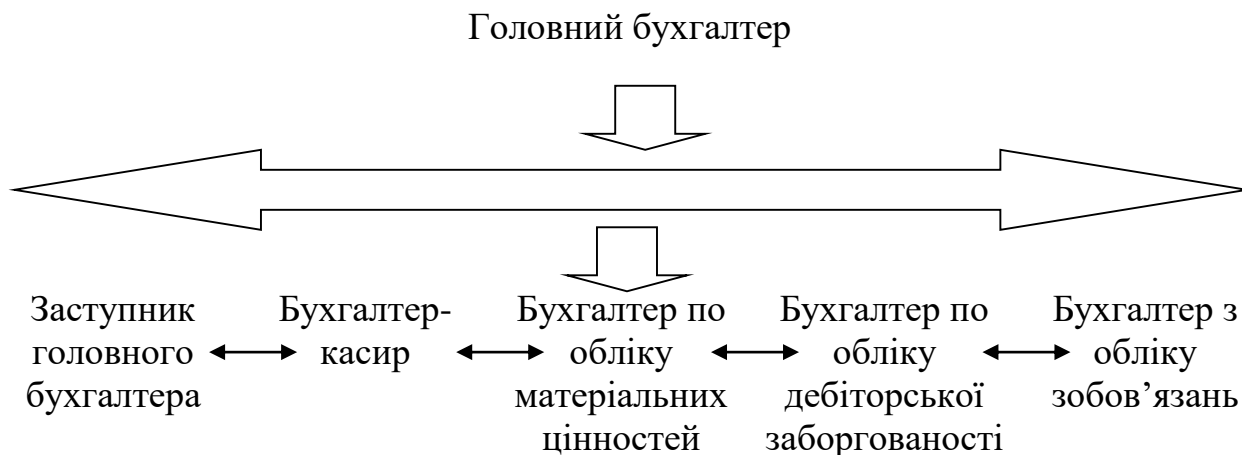 Головний бухгалтер
Заступник
головного
бухгалтера
Бухгалтер-
касир
Бухгалтер по
обліку
матеріальних
цінностей
Бухгалтер по
обліку
дебіторської
заборгованості
Бухгалтер з
обліку
зобов’язань